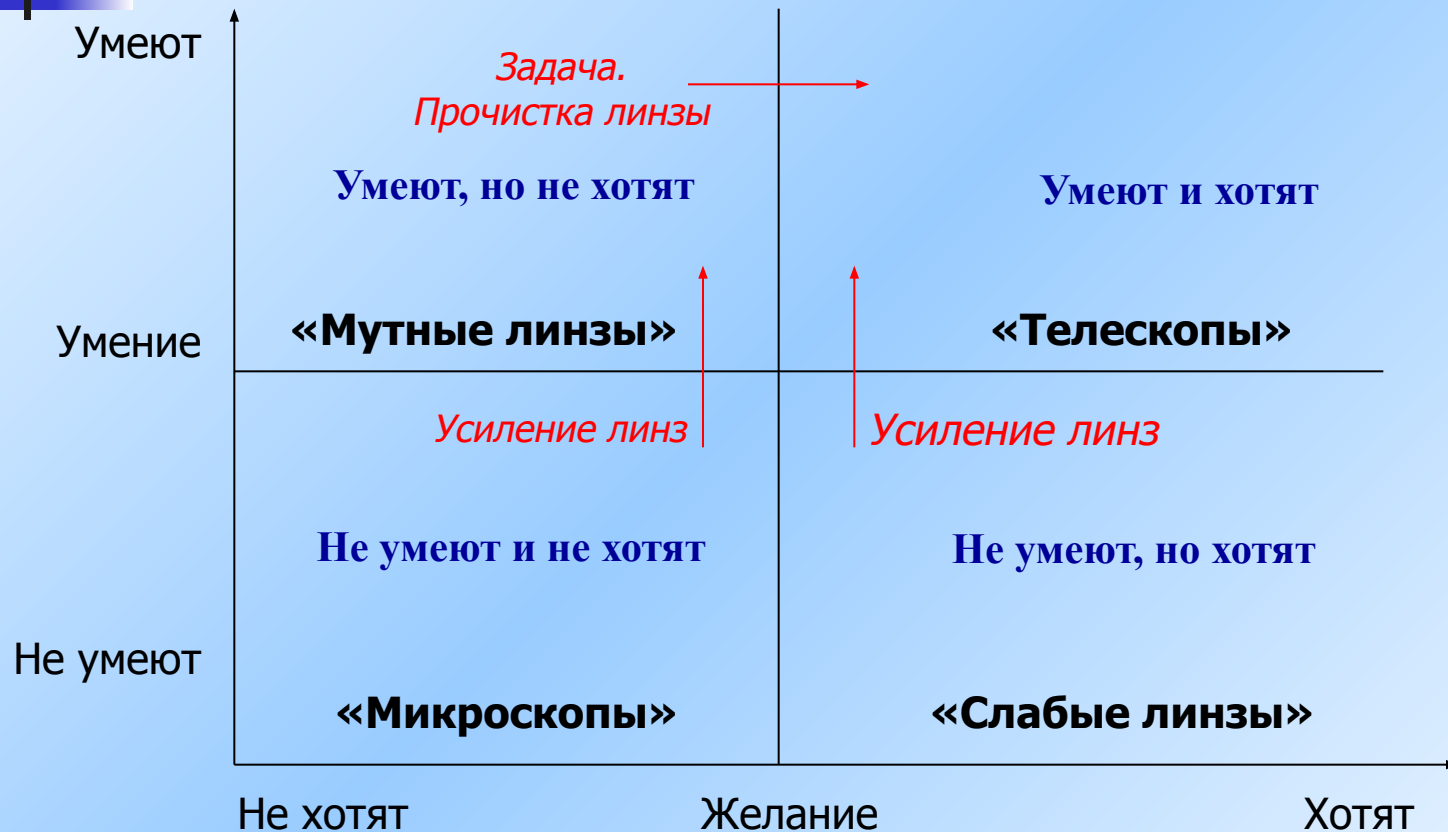 Умеют
Задача.
Прочистка линзы
Умеют, но не хотят
Умеют и хотят
Умение
«Мутные линзы»
«Телескопы»
Усиление линз
Усиление линз
Не умеют и не хотят
Не умеют, но хотят
Не умеют
«Микроскопы»
«Слабые линзы»
Не хотят
Желание
Хотят